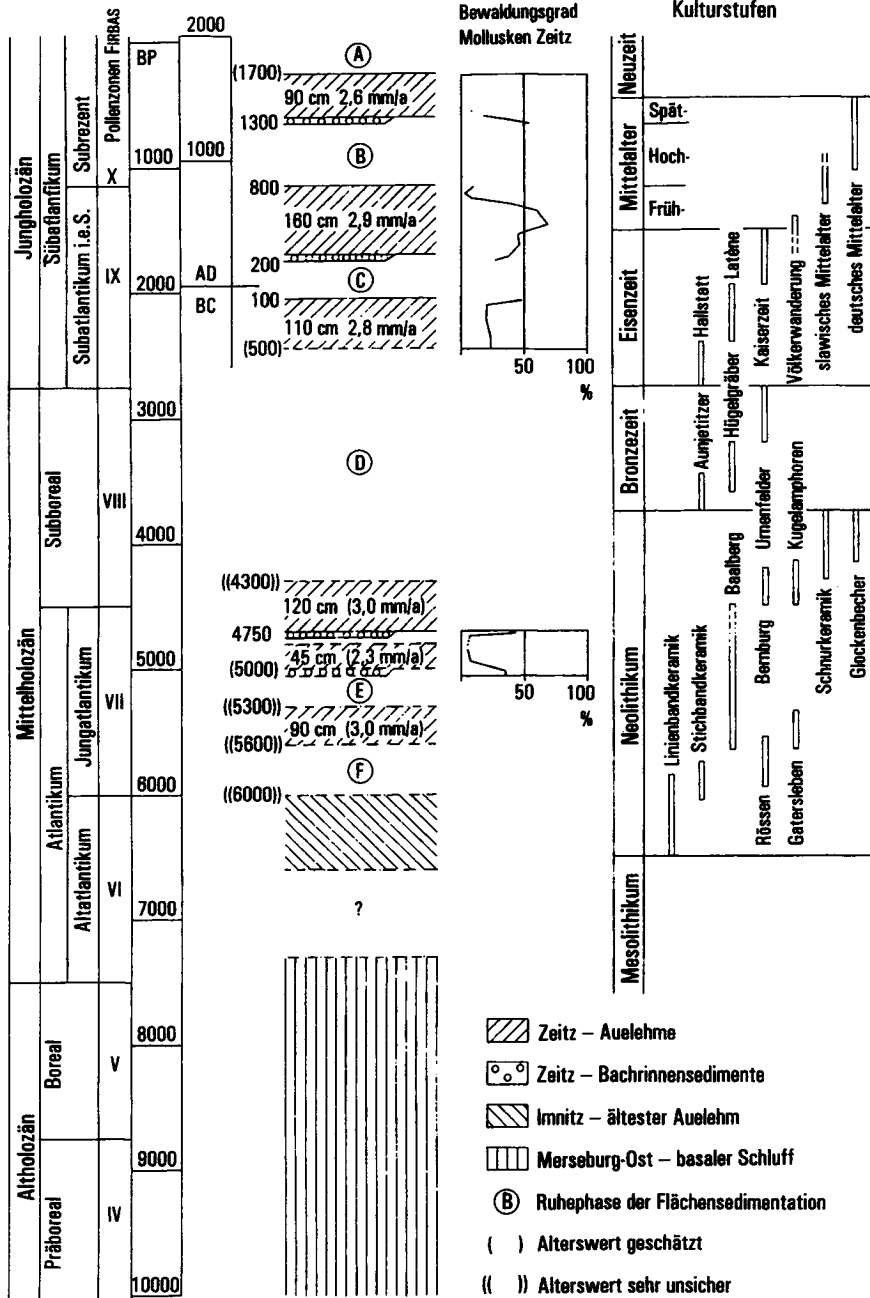 Bewaldungsgrad
Mollusken Zeitz
Kulturstufen
Jungholozän
Mittelholozän
Altholozän
Subatlantikum
Subrezent
Subatlantikum i.e.S.
Subboreal
Atlantikum
Jungatlantikum
Altatlantikum
Boreal
Präboreal
Pollenzonen FIRBAS
X
IX
VIII
VII
VI
V
IV
BP
1000
2000
3000
4000
5000
6000
7000
8000
9000
10000
2000
1000
AD
BC
A
(1700)
90 cm 2,6 mm/a
1300
B
800
160 cm 2,9 mm/a
200
C
100
110 cm 2,8 mm/a
(500)
D
((4300))
120 cm (3,0 mm/a)
4750
45 cm (2,3 mm/a)
(5000)
E
((5300))
90 cm (3,0 mm/a)
((5600))
F
((6000))
?
50 100
%
50 100
%
Neuzeit
Mittelalter
Spät-
Hoch-
Früh-
Eisenzeit
Bronzezeit
Neolithikum
Mesolithikum
Hallstatt
Latène
Kaiserzeit
Völkerwanderung
slawisches Mittelalter
deutsches Mittelalter
Aunjetitzer
Hügelgräber
Urnenfelder
Linienbandkeramik
Stichbandkeramik
Baalberg
Rössen
Bernburg
Gatersleben
Kugelamphoren
Schnurkeramik
Glockenbecher
Zeitz – Auelehme
Zeitz – Bachrinnensedimente
Imnitz – ältester Auelehm
Merseburg-Ost – basaler Schluff
B Ruhephase der Flächensedimentation
( ) Alterswert geschätzt
(( )) Alterswert sehr unsicher